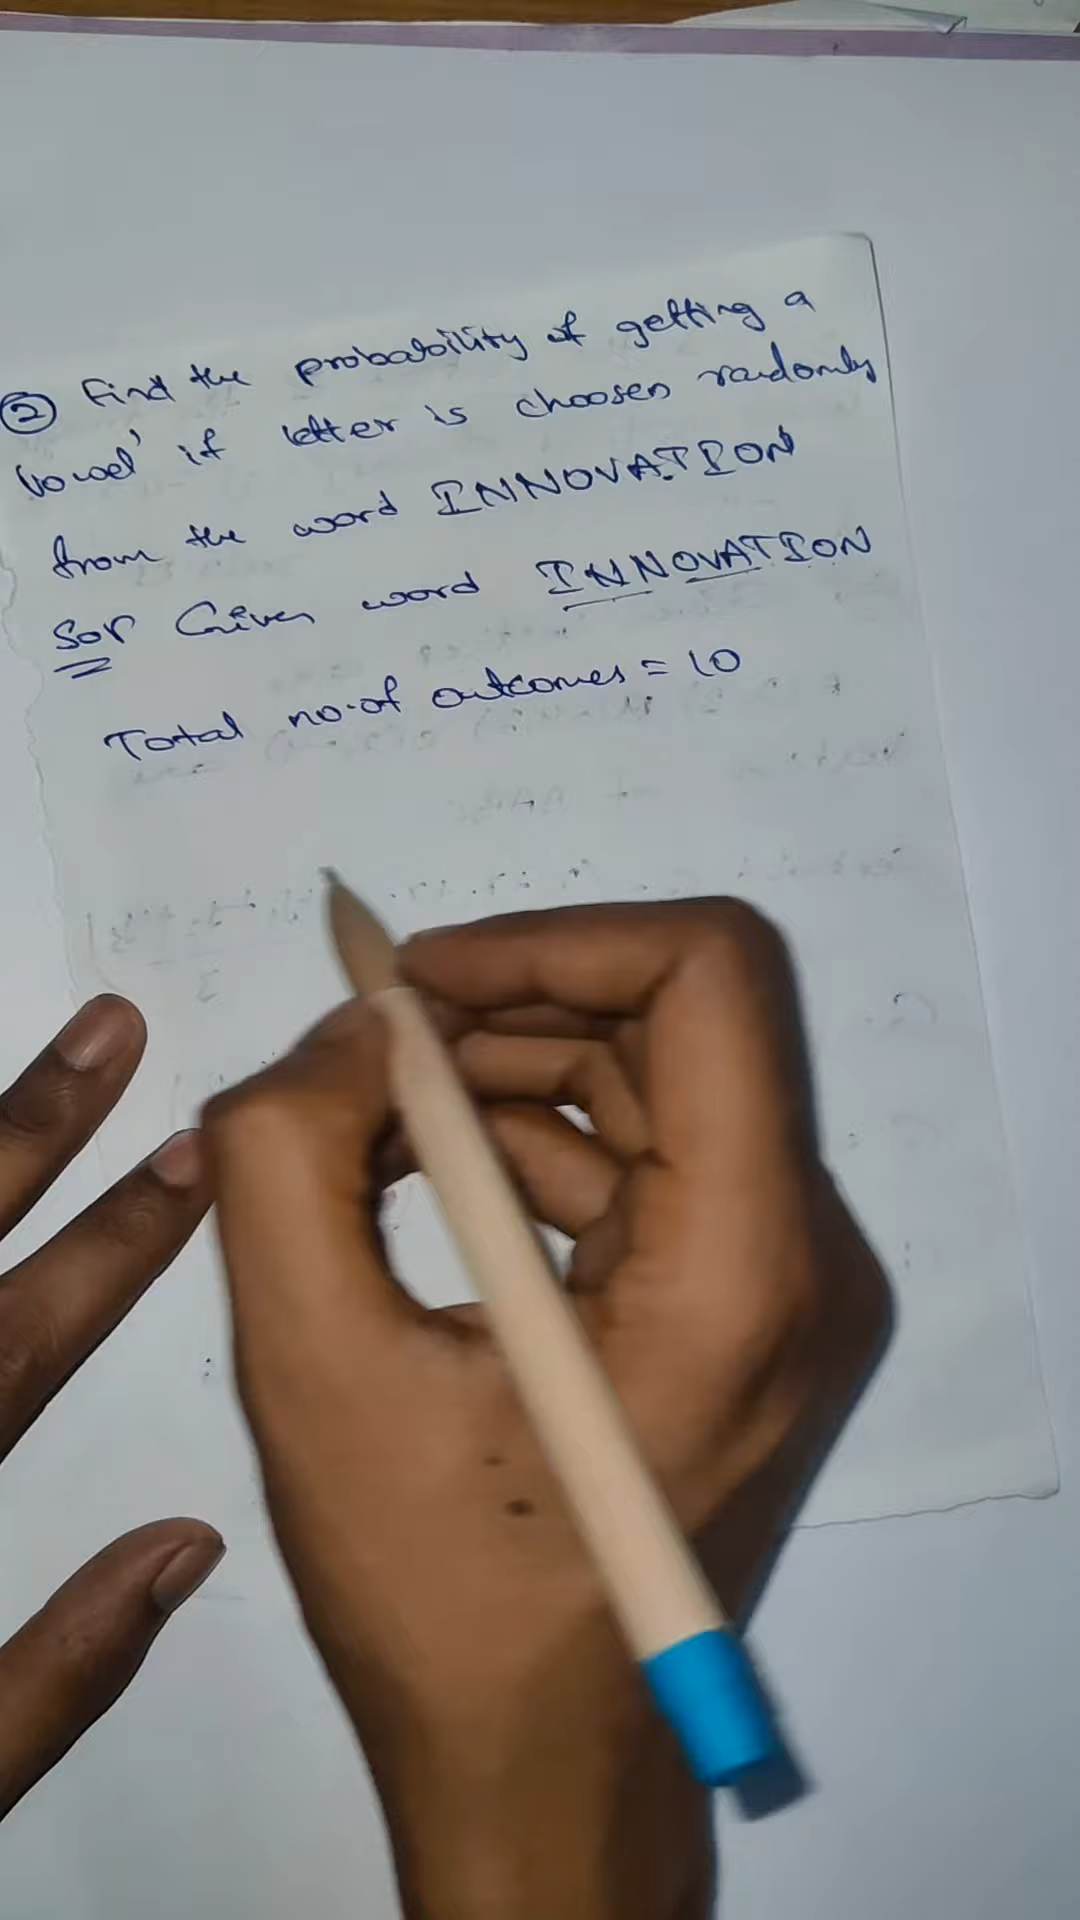 ② Find the probability of getting a
vowel' if letter is choosen randomly
from the word INNOVATION
Sol Given word INNOVATION
Total no.of outcomes = 10